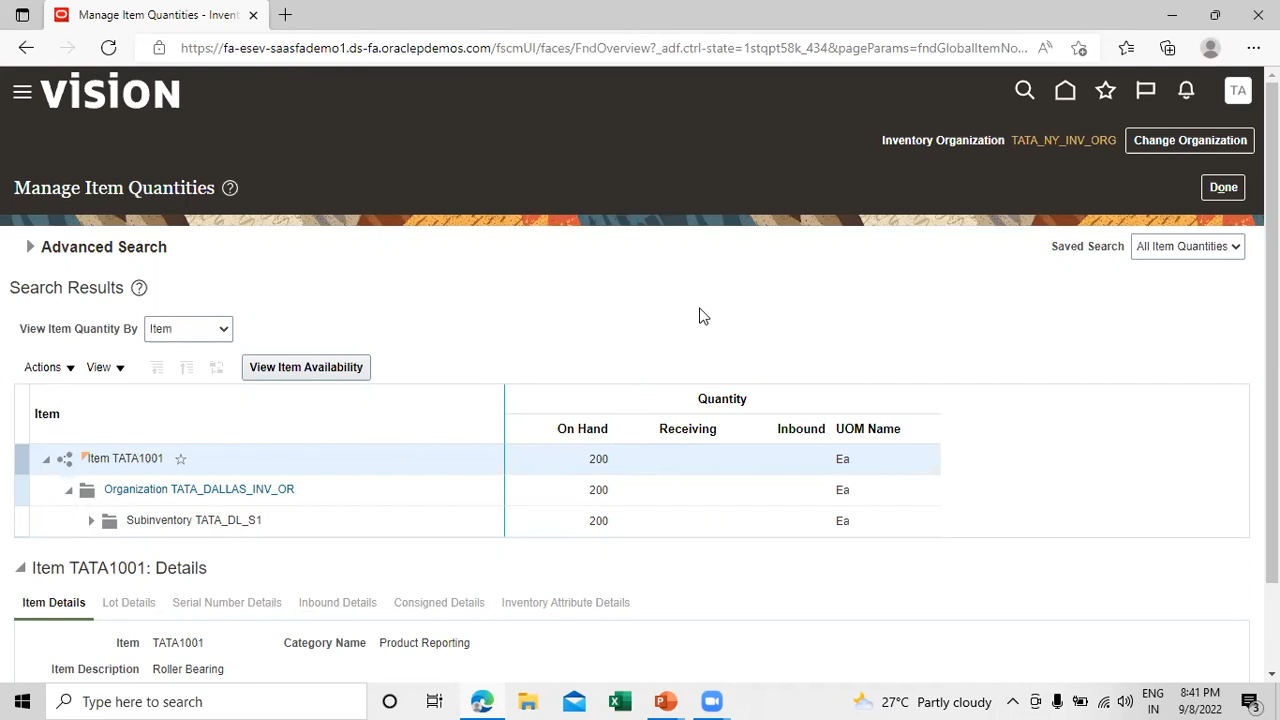 Manage Item Quantities - Invent
https://fa-esev-saasfademo1.ds-fa.oraclepdemos.com/fscmUI/faces/FndOverview?_adf.ctrl-state=1stqpt58k_434&pageParams=fndGlobalItemNo...
VISION
TA
Inventory Organization TATA_NY_INV_ORG Change Organization
Manage Item Quantities ?
Done
Advanced Search
Saved Search All Item Quantities
Search Results ?
View Item Quantity By Item
Actions View View Item Availability
Quantity
Item
On Hand Receiving Inbound UOM Name
Item TATA1001 200 Ea
Organization TATA_DALLAS_INV_OR 200 Ea
Subinventory TATA_DL_S1 200 Ea
Item TATA1001: Details
Item Details Lot Details Serial Number Details Inbound Details Consigned Details Inventory Attribute Details
Item TATA1001 Category Name Product Reporting
Item Description Roller Bearing
Type here to search
27°C Partly cloudy
ENG
IN
8:41 PM
9/8/2022
3